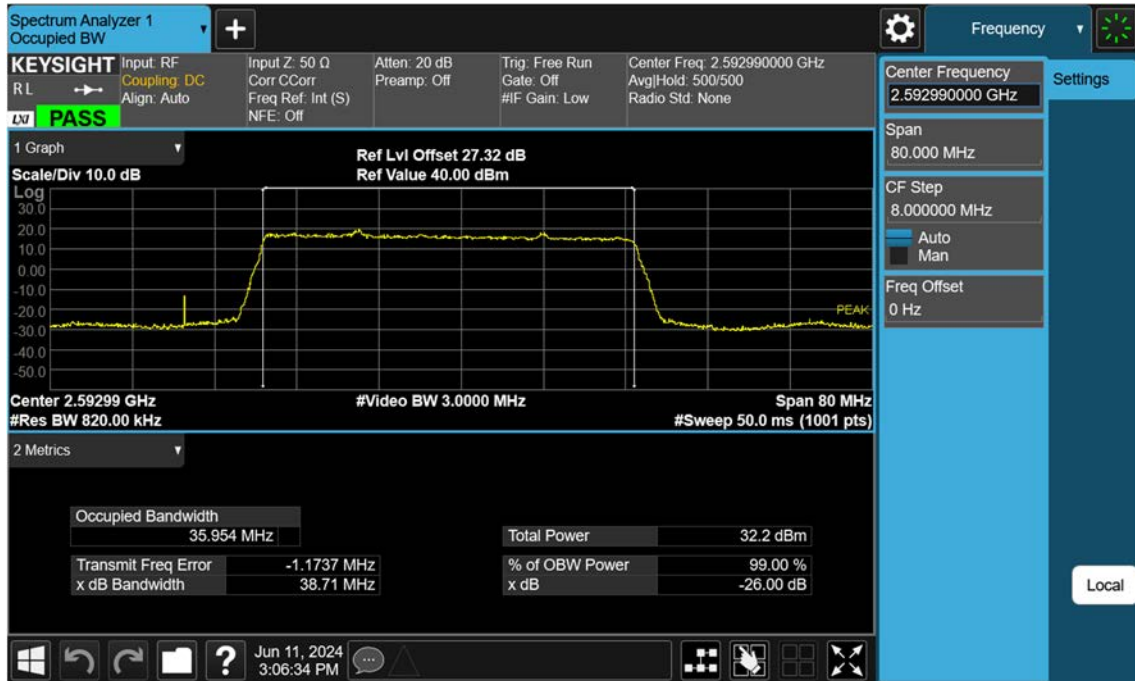 Spectrum Analyzer 1
Occupied BW
+
Frequency
KEYSIGHT
R L
LXI
PASS
Input: RF
Coupling: DC
Align: Auto
Input Z: 50 Ω
Corr CCorr
Freq Ref: Int (S)
NFE: Off
Atten: 20 dB
Preamp: Off
Trig: Free Run
Gate: Off
#IF Gain: Low
Center Freq: 2.592990000 GHz
Avg|Hold: 500/500
Radio Std: None
Center Frequency
2.592990000 GHz
Settings
Span
80.000 MHz
CF Step
8.000000 MHz
Auto
Man
Freq Offset
0 Hz
1 Graph
Scale/Div 10.0 dB
Ref Lvl Offset 27.32 dB
Ref Value 40.00 dBm
Log
30.0
20.0
10.0
0.00
-10.0
-20.0
-30.0
-40.0
-50.0
PEAK
Center 2.59299 GHz
#Video BW 3.0000 MHz
Span 80 MHz
#Res BW 820.00 kHz
#Sweep 50.0 ms (1001 pts)
2 Metrics
Occupied Bandwidth
35.954 MHz
Total Power 32.2 dBm
Transmit Freq Error -1.1737 MHz
% of OBW Power 99.00 %
x dB Bandwidth 38.71 MHz
x dB -26.00 dB
Local
?
Jun 11, 2024
3:06:34 PM